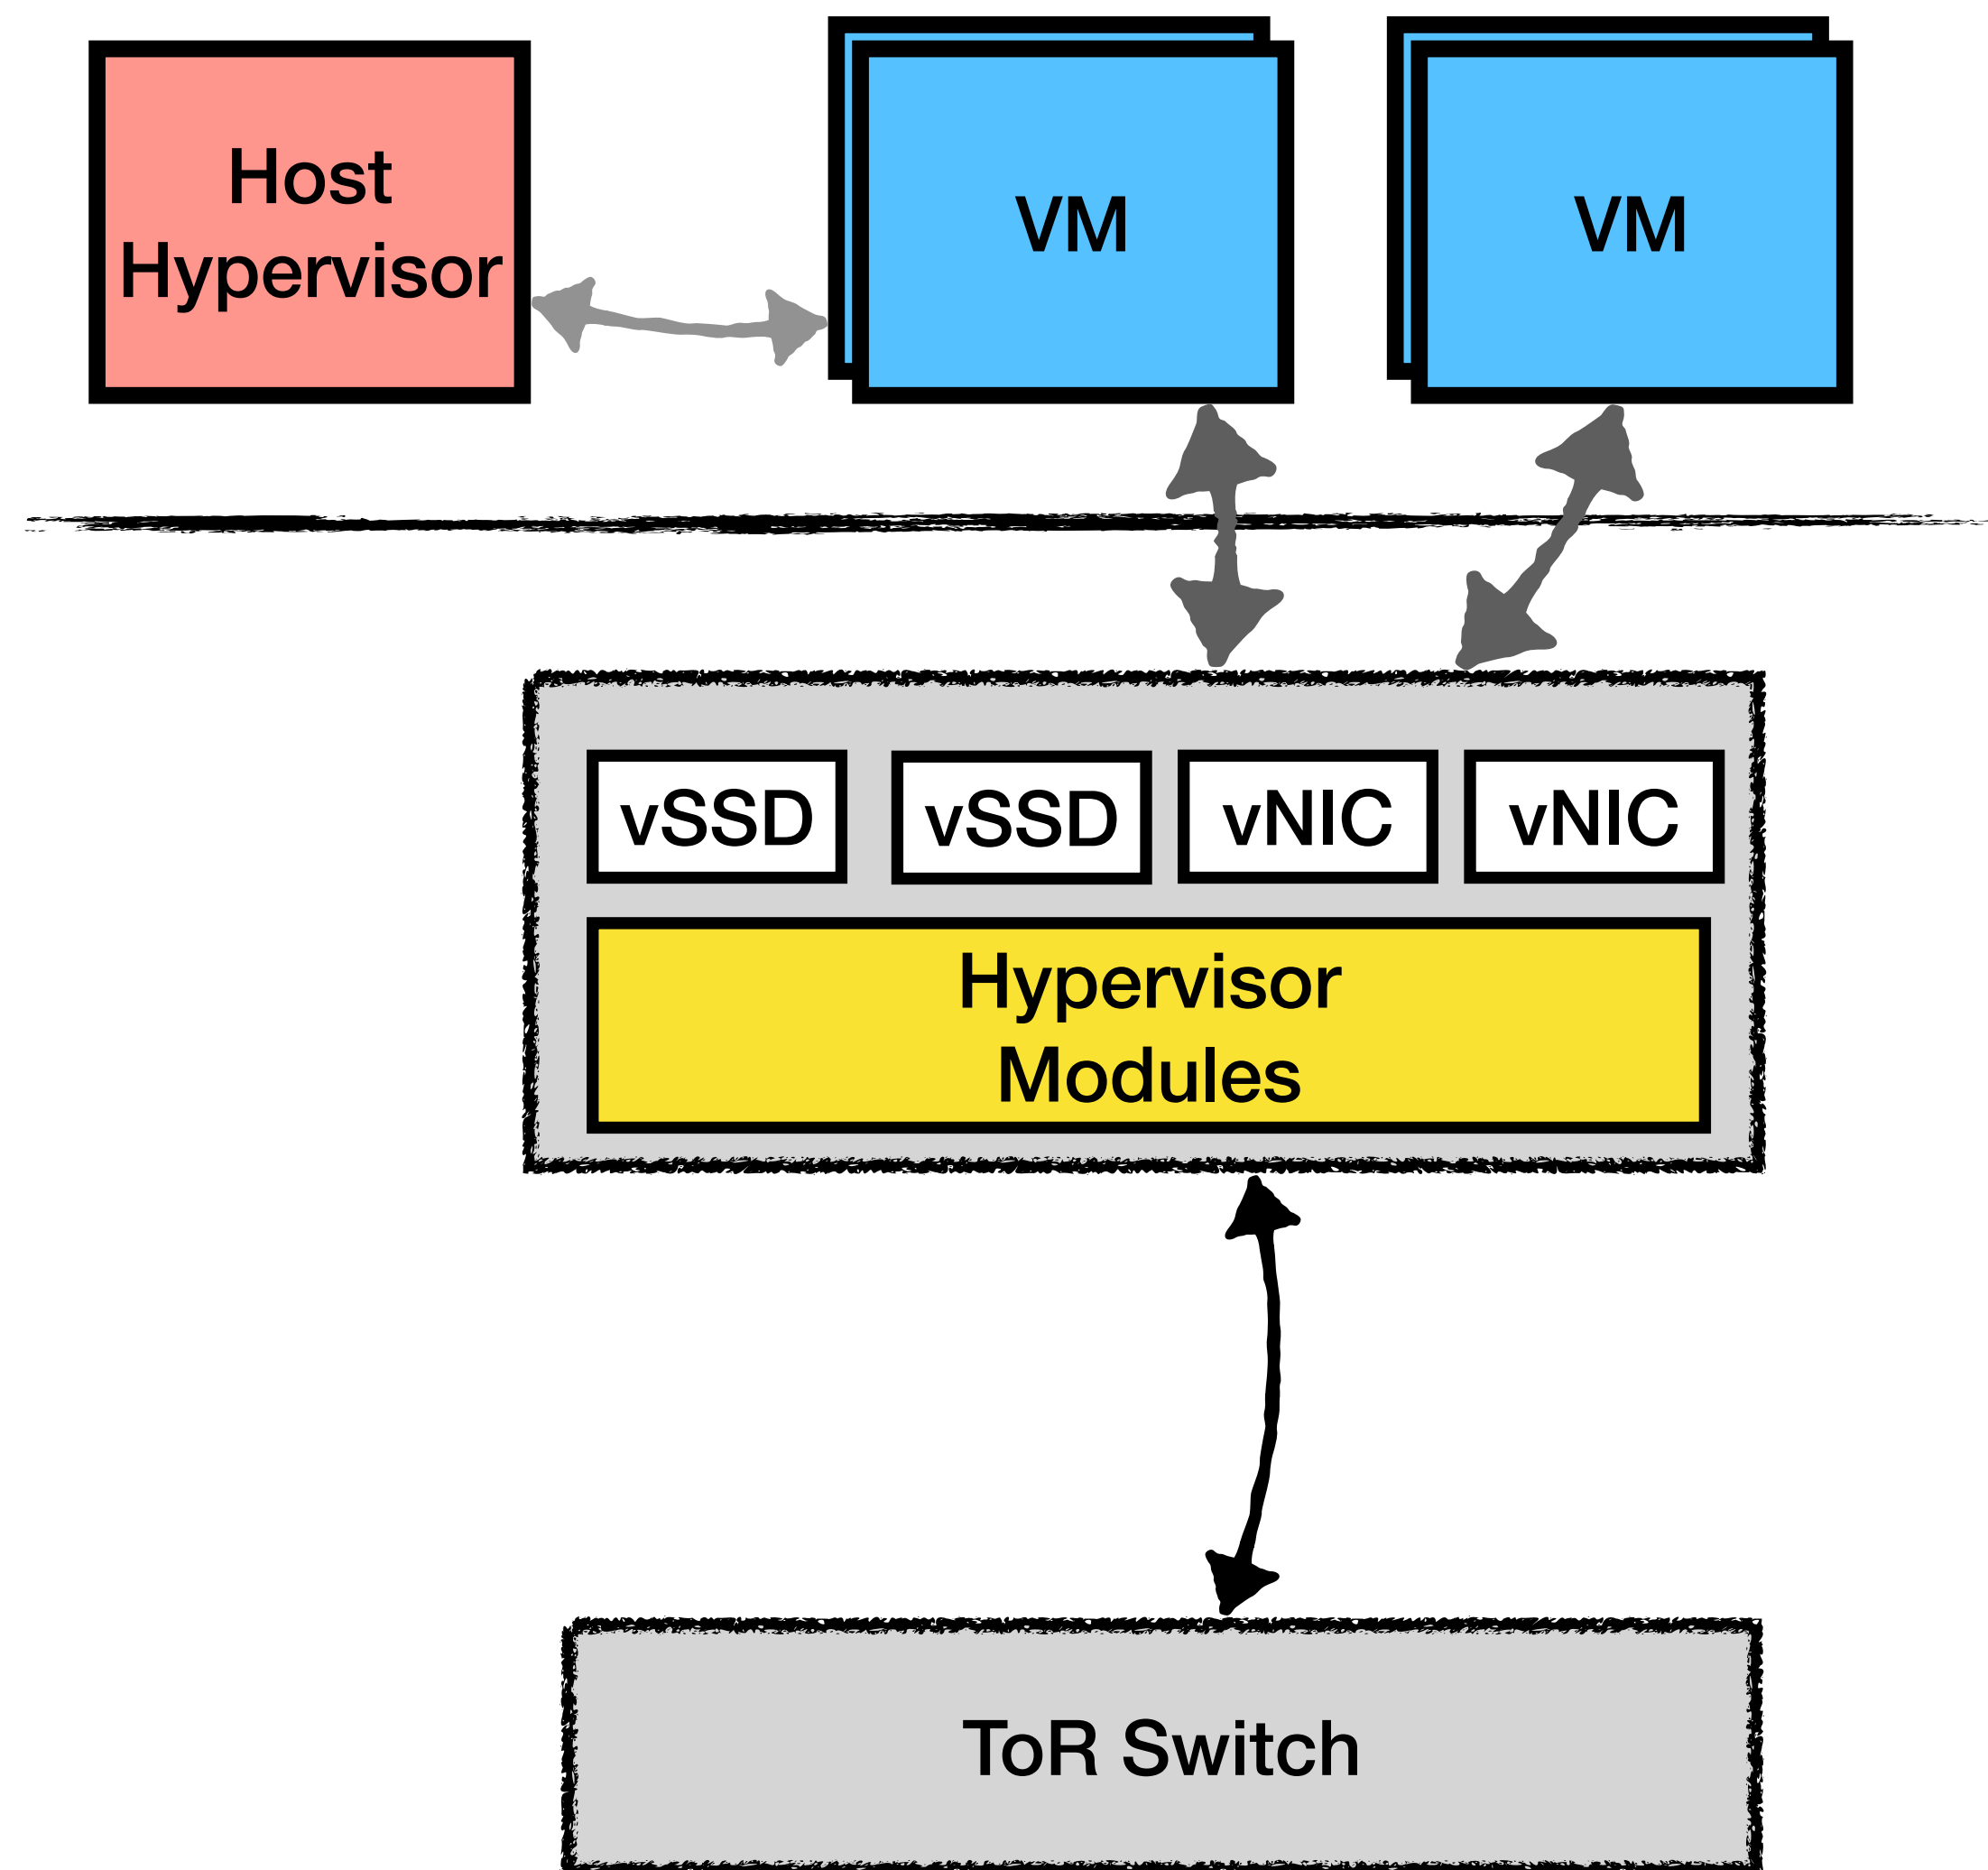 Host
Hypervisor
VM
VM
vSSD
vSSD
vNIC
vNIC
Hypervisor
Modules
ToR Switch